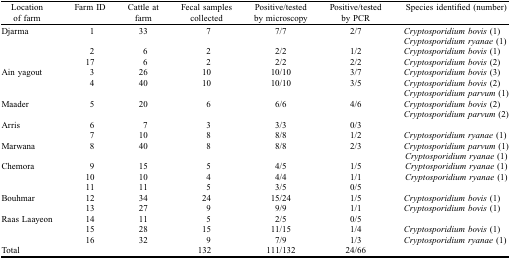 Location of farm Farm ID Cattle at farm Fecal samples collected Positive/tested by microscopy Positive/tested by PCR Species identified (number)
Djarma 1 33 7 7/7 2/7 Cryptosporidium bovis (1)
Cryptosporidium ryanae (1)
2 6 2 2/2 1/2 Cryptosporidium bovis (1)
17 6 2 2/2 2/2 Cryptosporidium bovis (2)
Ain yagout 3 26 10 10/10 3/7 Cryptosporidium bovis (3)
4 40 10 10/10 3/5 Cryptosporidium bovis (2)
Cryptosporidium parvum (1)
Maader 5 20 6 6/6 4/6 Cryptosporidium bovis (2)
Cryptosporidium parvum (2)
Arris 6 7 3 3/3 0/3
7 10 8 8/8 1/2 Cryptosporidium ryanae (1)
Marwana 8 40 8 8/8 2/3 Cryptosporidium parvum (1)
Cryptosporidium ryanae (1)
Chemora 9 15 5 4/5 1/5 Cryptosporidium ryanae (1)
10 10 4 4/4 1/1 Cryptosporidium ryanae (1)
11 11 5 3/5 0/5
Bouhmar 12 34 24 15/24 1/5 Cryptosporidium bovis (1)
13 27 9 9/9 1/1 Cryptosporidium bovis (1)
Raas Laayeon 14 11 5 2/5 0/5
15 28 15 11/15 1/4 Cryptosporidium bovis (1)
16 32 9 7/9 1/3 Cryptosporidium ryanae (1)
Total 132 111/132 24/66